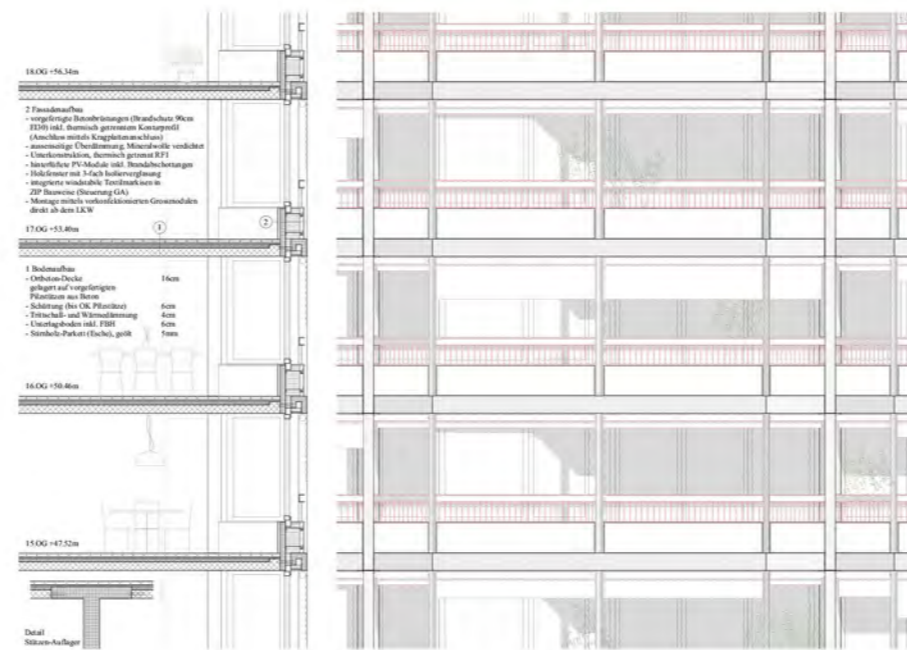 18.OG +56.34m
2 Fassadenaufbau
- vorgefertigte Betonbrüstungen (Brandschutz 90cm
EI30) inkl. thermisch getrenntem Konsterprofil
(Anschluss mittels Kragplattenanschluss)
- aussenseitige Überdämmung, Mineralwolle verdichtet
- Unterkonstruktion, thermisch getrennt RF1
- hinterlüftete PV-Module inkl. Brandabschottungen
- Holzfenster mit 3-fach Isolierverglasung
- integrierte windstabile Textilmarkisen in
ZIP Bauweise (Steuerung GA)
- Montage mittels vorkonfektionierten Grossmodulen
direkt ab dem LKW
17.OG +53.40m
1
2
1 Bodenaufbau
- Ortbeton-Decke 16cm
gelagert auf vorgefertigten
Pilzstützen aus Beton
- Schüttung (bis OK Pilzstütze) 6cm
- Trittschall- und Wärmedämmung 4cm
- Unterlagsboden inkl. FBH 6cm
- Stirnholz-Parkett (Esche), geölt 5mm
16.OG +50.46m
15.OG +47.52m
Detail
Stützen-Auflager